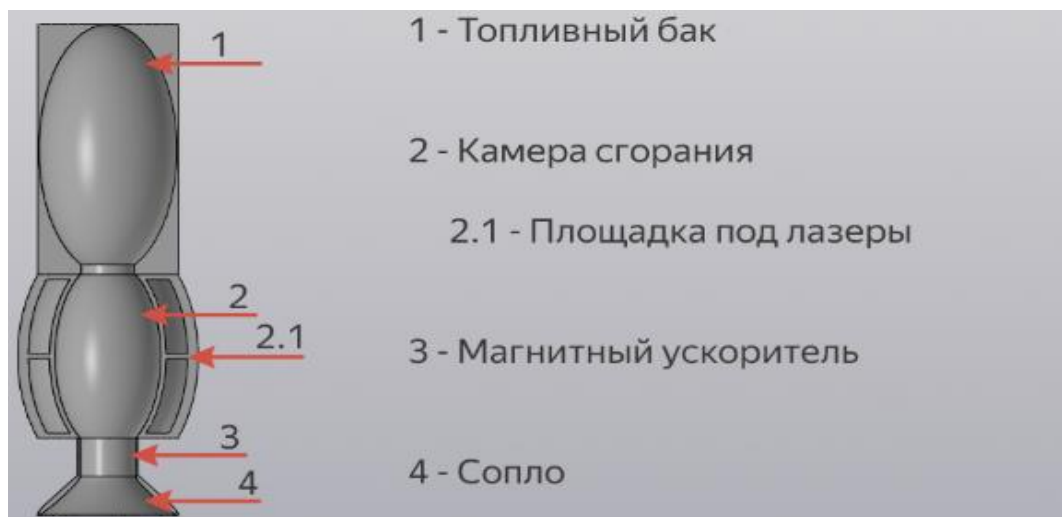 1
1 - Топливный бак
2 - Камера сгорания
2.1 - Площадка под лазеры
2
2.1
3 - Магнитный ускоритель
3
4
4 - Сопло